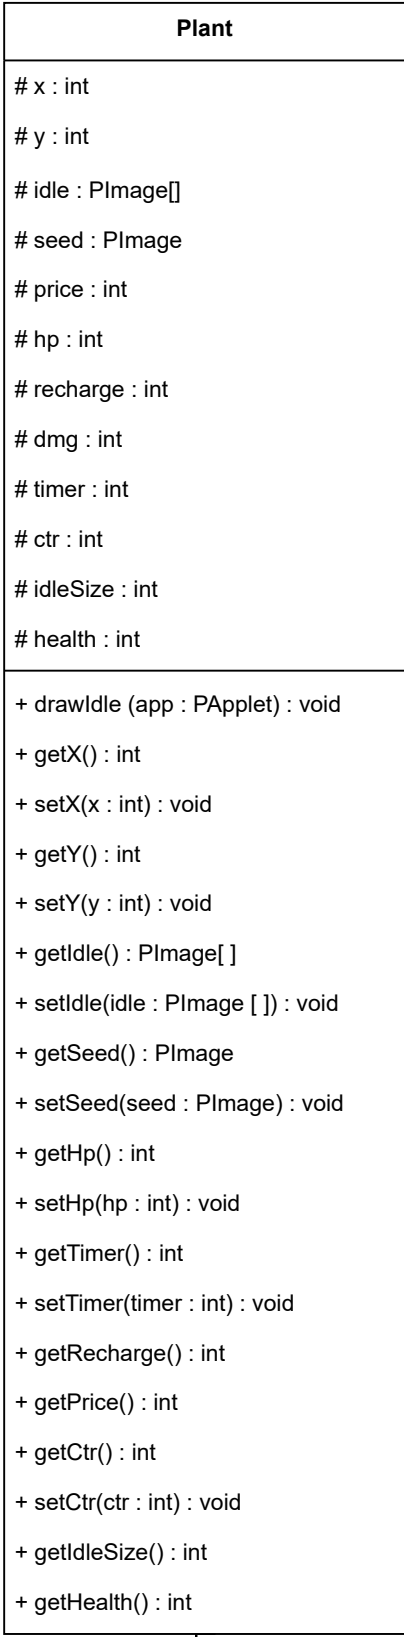 Plant
# x : int
# y : int
# idle : PImage[]
# seed : PImage
# price : int
# hp : int
# recharge : int
# dmg : int
# timer : int
# ctr : int
# idleSize : int
# health : int
+ drawIdle (app : PApplet) : void
+ getX() : int
+ setX(x : int) : void
+ getY() : int
+ setY(y : int) : void
+ getIdle() : PImage[ ]
+ setIdle(idle : PImage [ ]) : void
+ getSeed() : PImage
+ setSeed(seed : PImage) : void
+ getHp() : int
+ setHp(hp : int) : void
+ getTimer() : int
+ setTimer(timer : int) : void
+ getRecharge() : int
+ getPrice() : int
+ getCtr() : int
+ setCtr(ctr : int) : void
+ getIdleSize() : int
+ getHealth() : int